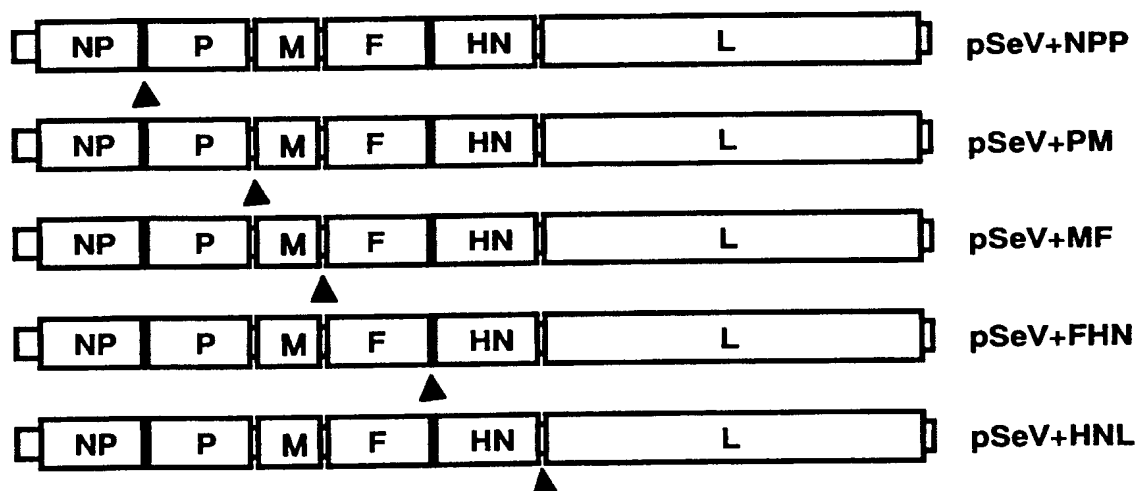 NP P M F HN L pSeV+NPP
NP P M F HN L pSeV+PM
NP P M F HN L pSeV+MF
NP P M F HN L pSeV+FHN
NP P M F HN L pSeV+HNL